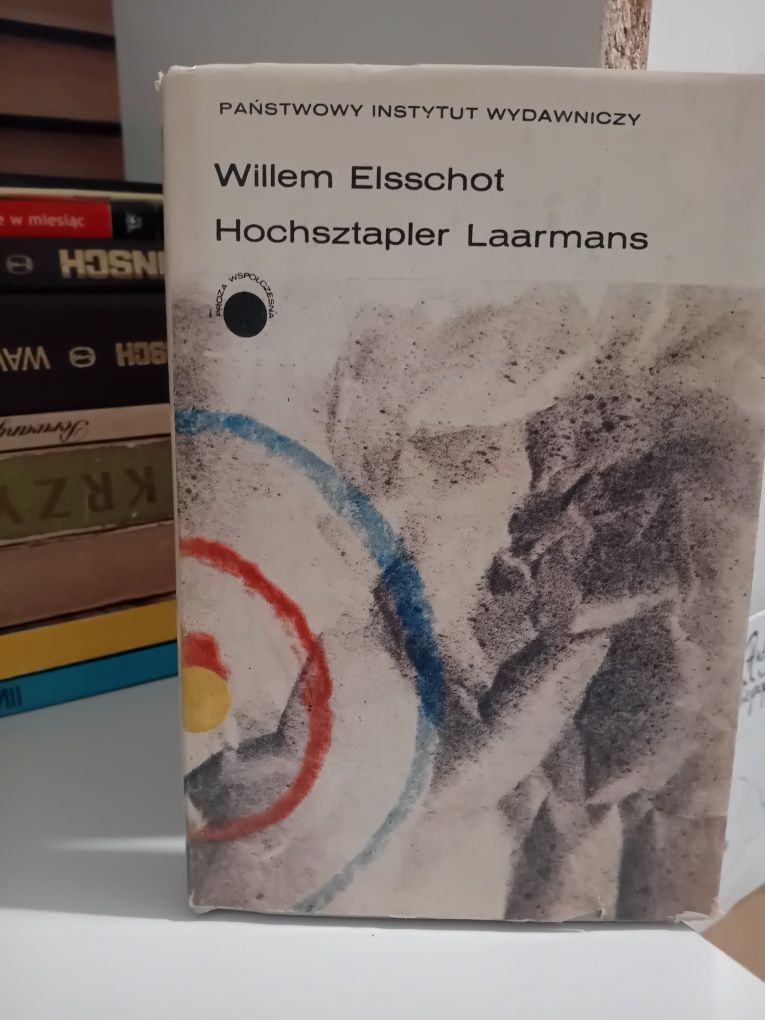 PAŃSTWOWY INSTYTUT WYDAWNICZY
Willem Elsschot
Hochsztapler Laarmans
PROZA WSPÓŁCZESNA
e w miesiąc
KRZY